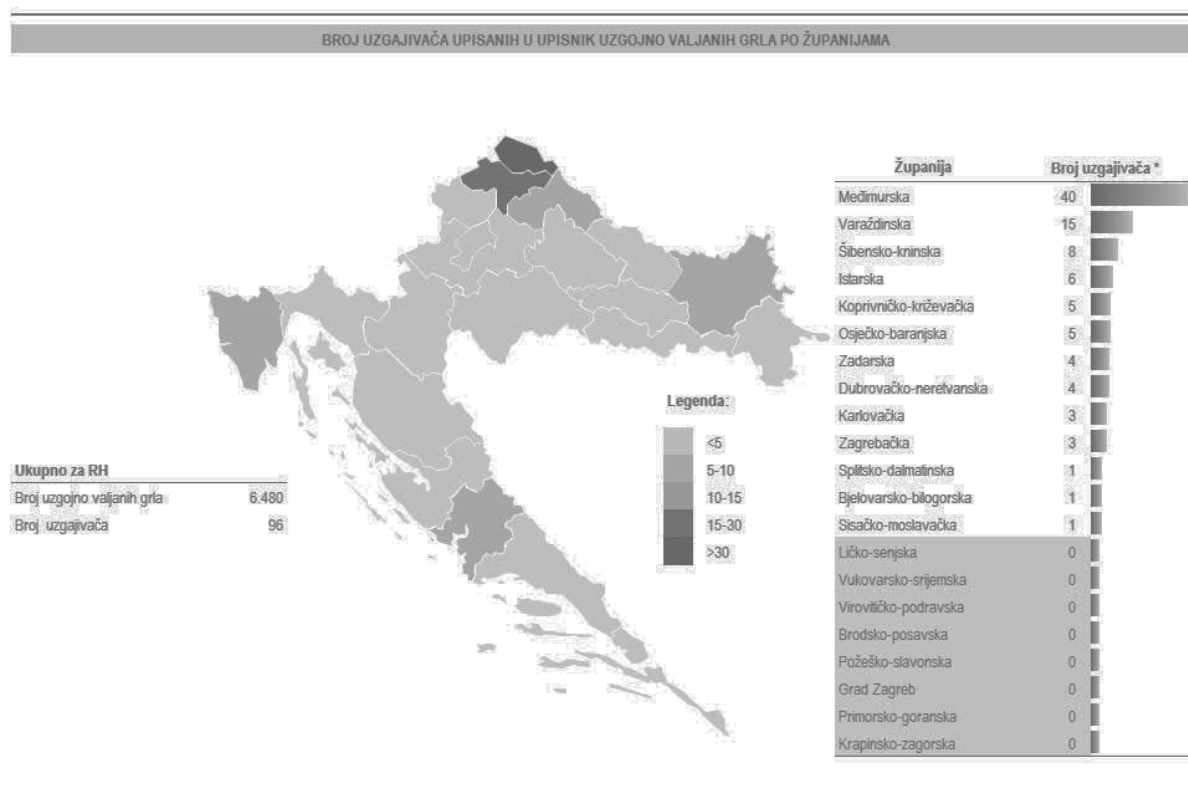 BROJ UZGAJIVAČA UPISANIH U UPISNIK UZGOJNO VALJANIH GRLA PO ŽUPANIJAMA
Županija Broj uzgajivača *
Međimurska 40
Varaždinska 15
Šibensko-kninska 8
Istarska 6
Koprivničko-križevačka 5
Osječko-baranjska 5
Zadarska 4
Dubrovačko-neretvanska 4
Karlovačka 3
Zagrebačka 3
Splitsko-dalmatinska 1
Bjelovarsko-bilogorska 1
Sisačko-moslavačka 1
Ličko-senjska 0
Vukovarsko-srijemska 0
Virovitičko-podravska 0
Brodsko-posavska 0
Požeško-slavonska 0
Grad Zagreb 0
Primorsko-goranska 0
Krapinsko-zagorska 0
Legenda:
<5
5-10
10-15
15-30
>30
Ukupno za RH
Broj uzgojno valjanih grla 6.480
Broj uzgajivača 96